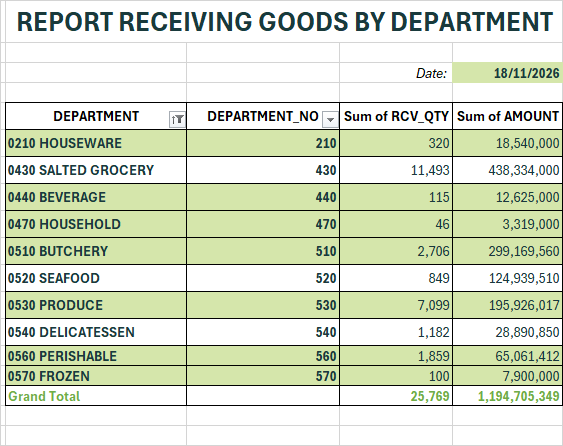 REPORT RECEIVING GOODS BY DEPARTMENT
Date: 18/11/2026
DEPARTMENT DEPARTMENT_NO Sum of RCV_QTY Sum of AMOUNT
0210 HOUSEWARE 210 320 18,540,000
0430 SALTED GROCERY 430 11,493 438,334,000
0440 BEVERAGE 440 115 12,625,000
0470 HOUSEHOLD 470 46 3,319,000
0510 BUTCHERY 510 2,706 299,169,560
0520 SEAFOOD 520 849 124,939,510
0530 PRODUCE 530 7,099 195,926,017
0540 DELICATESSEN 540 1,182 28,890,850
0560 PERISHABLE 560 1,859 65,061,412
0570 FROZEN 570 100 7,900,000
Grand Total 25,769 1,194,705,349